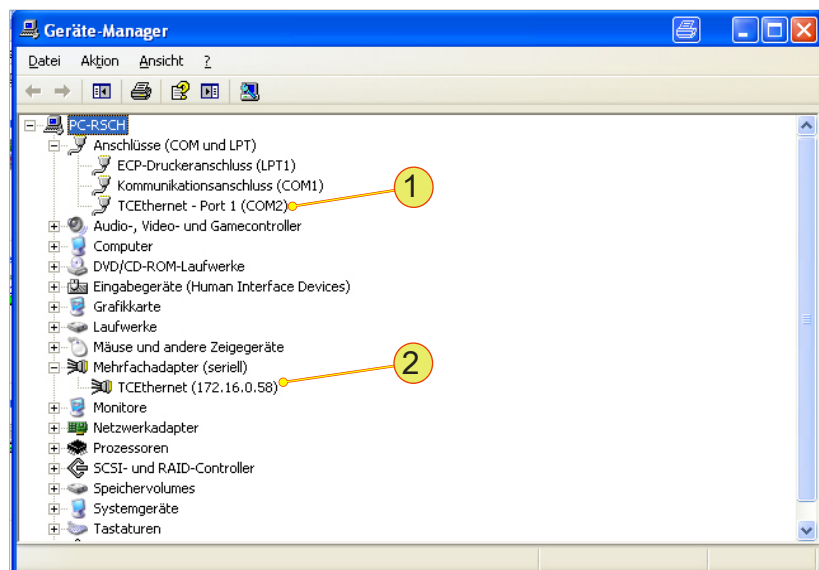 Geräte-Manager
Datei Aktion Ansicht ?
PC-RSCH
Anschlüsse (COM und LPT)
ECP-Druckeranschluss (LPT1)
Kommunikationsanschluss (COM1)
1
TCEthernet - Port 1 (COM2)
Audio-, Video- und Gamecontroller
Computer
DVD/CD-ROM-Laufwerke
Eingabegeräte (Human Interface Devices)
Grafikkarte
Laufwerke
Mäuse und andere Zeigegeräte
Mehrfachadapter (seriell)
2
TCEthernet (172.16.0.58)
Monitore
Netzwerkadapter
Prozessoren
SCSI- und RAID-Controller
Speichervolumes
Systemgeräte
Tastaturen